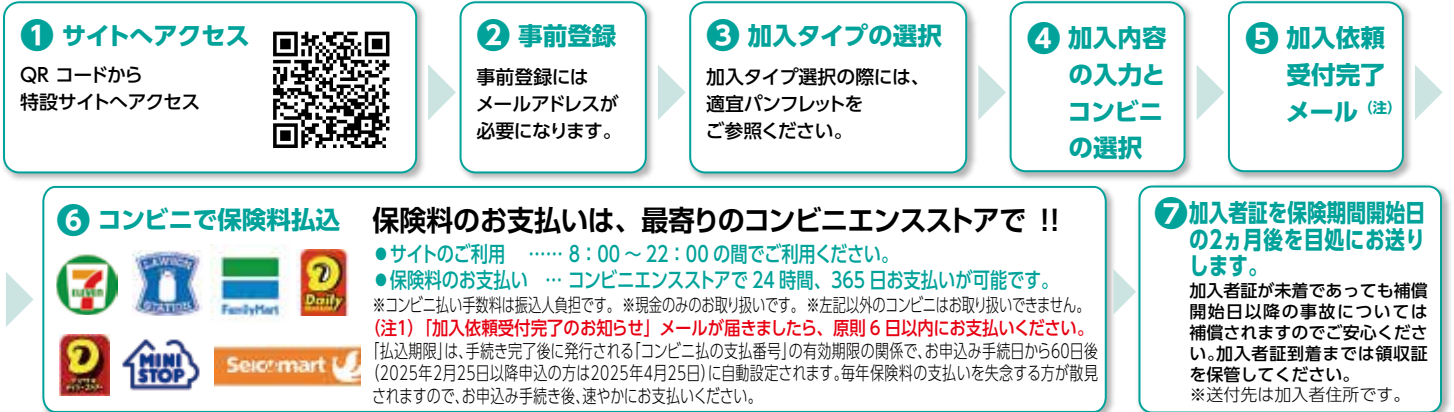 ❶ サイトへアクセス
QR コードから
特設サイトへアクセス
❷ 事前登録
事前登録には
メールアドレスが
必要になります。
❸ 加入タイプの選択
加入タイプ選択の際には、
適宜パンフレットを
ご参照ください。
❹ 加入内容
の入力と
コンビニ
の選択
❺ 加入依頼
受付完了
メール (注)
❻ コンビニで保険料払込
ELEVEN
LAWSON
STATION
FamilyMart
Daily
MINI
STOP
Seicomart
保険料のお支払いは、最寄りのコンビニエンスストアで !!
●サイトのご利用 …… 8：00 ～ 22：00 の間でご利用ください。
●保険料のお支払い … コンビニエンスストアで 24 時間、365 日お支払いが可能です。
※コンビニ払い手数料は振込人負担です。※現金のみのお取り扱いです。※左記以外のコンビニはお取り扱いできません。
(注1)「加入依頼受付完了のお知らせ」メールが届きましたら、原則 6 日以内にお支払いください。
「払込期限」は、手続き完了後に発行される「コンビニ払の支払番号」の有効期限の関係で、お申込み手続日から60日後
(2025年2月25日以降申込の方は2025年4月25日)に自動設定されます。毎年保険料の支払いを失念する方が散見
されますので、お申込み手続き後、速やかにお支払いください。
❼加入者証を保険期間開始日
の2ヵ月後を目処にお送り
します。
加入者証が未着であっても補償
開始日以降の事故については
補償されますのでご安心くださ
い。加入者証到着までは領収証
を保管してください。
※送付先は加入者住所です。